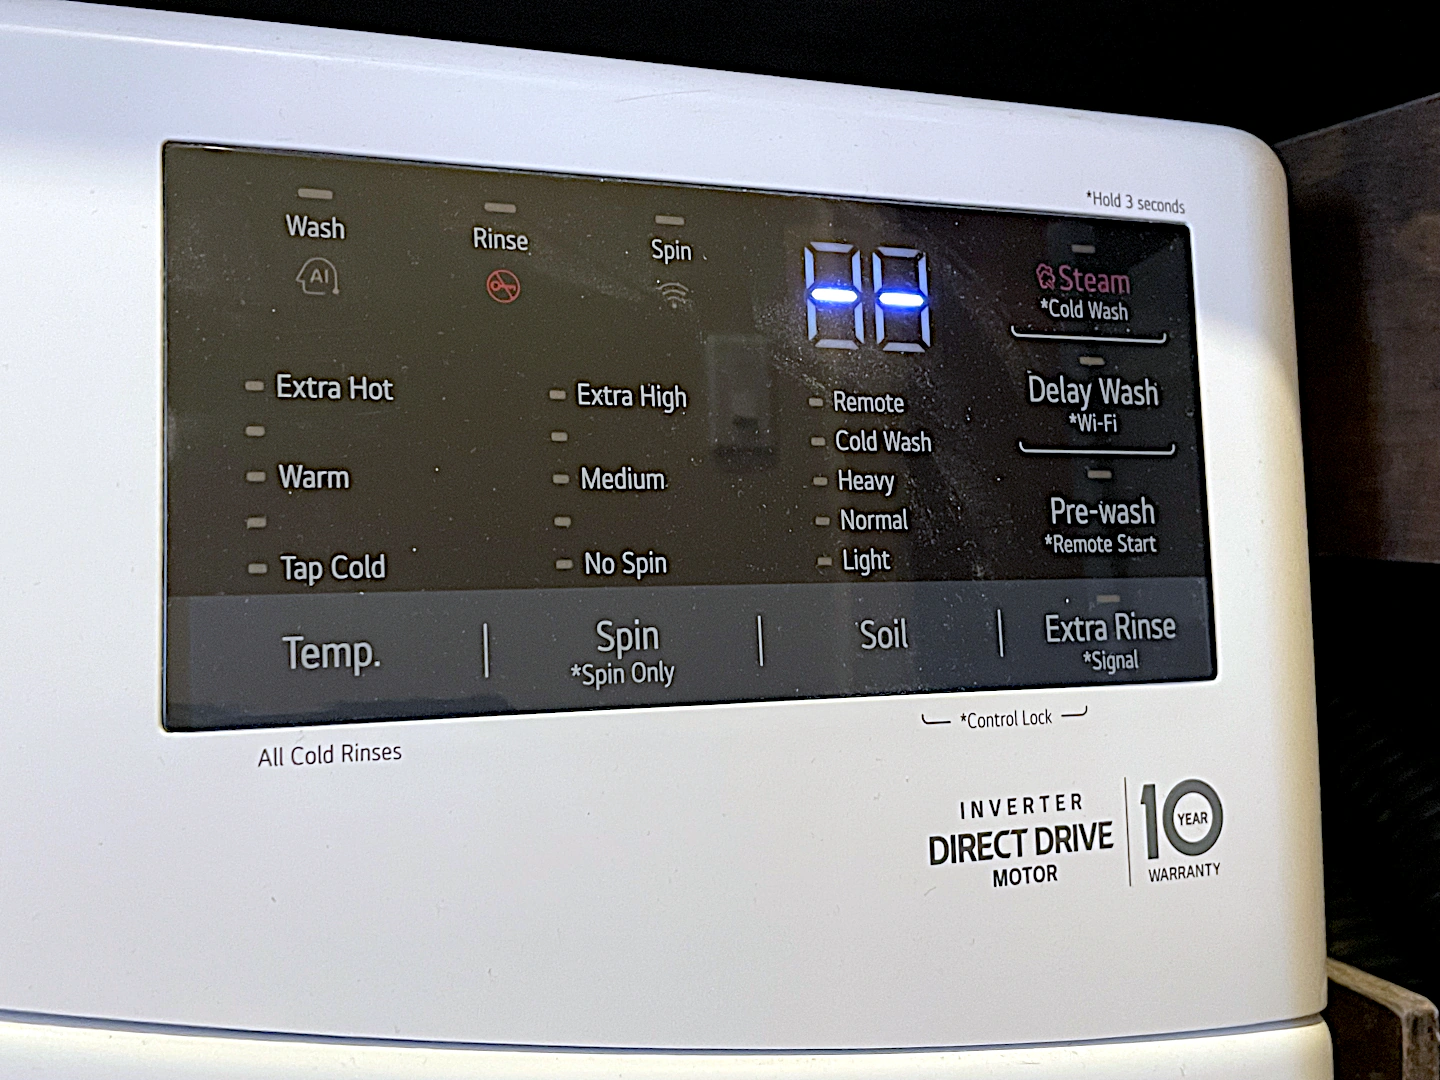 *Hold 3 seconds
Wash
Rinse
Spin
AI
--
Steam
*Cold Wash
Delay Wash
*Wi-Fi
Pre-wash
*Remote Start
Extra Rinse
*Signal
Extra Hot
Warm
Tap Cold
Temp.
Extra High
Medium
No Spin
Spin
*Spin Only
Remote
Cold Wash
Heavy
Normal
Light
Soil
*Control Lock
All Cold Rinses
INVERTER
DIRECT DRIVE
MOTOR
10
YEAR
WARRANTY